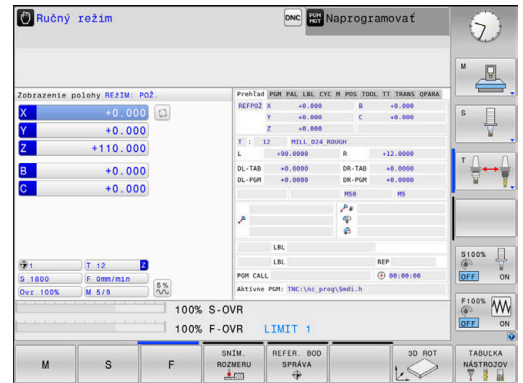 Ručný režim
DNC
PGM MGT
Naprogramovať
Zobrazenie polohy REŽIM: POŽ.
X +0.000
Y +0.000
Z +110.000
B +0.000
C +0.000
1
T 12 Z
S 1800
F 0mm/min
Ovr 100%
M 5/9
S %
Prehľad PGM PAL LBL CYC M POS TOOL TT TRANS QPARA
REFPOŽ X +0.000 B +0.000
Y +0.000 C +0.000
Z +0.000
T : 12 MILL_D24_ROUGH
L +90.0000 R +12.0000
DL-TAB +0.0000 DR-TAB +0.0000
DL-PGM +0.0000 DR-PGM +0.0000
M50 M5
LBL
LBL REP
PGM CALL 00:00:00
Aktívne PGM: TNC:\nc_prog\$mdi.h
100% S-OVR
100% F-OVR LIMIT 1
M
S
F
SNÍM. ROZMERU
REFER. BOD SPRÁVA
3D ROT
TABUĽKA NÁSTROJOV
M
S
T
S100%
OFF ON
F100%
OFF ON